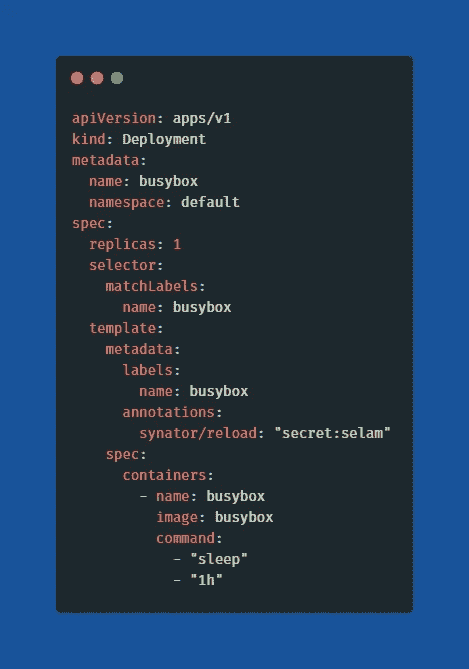 apiVersion: apps/v1
kind: Deployment
metadata:
  name: busybox
  namespace: default
spec:
  replicas: 1
  selector:
    matchLabels:
      name: busybox
  template:
    metadata:
      labels:
        name: busybox
      annotations:
        synator/reload: "secret:selam"
    spec:
      containers:
        - name: busybox
          image: busybox
          command:
            - "sleep"
            - "1h"